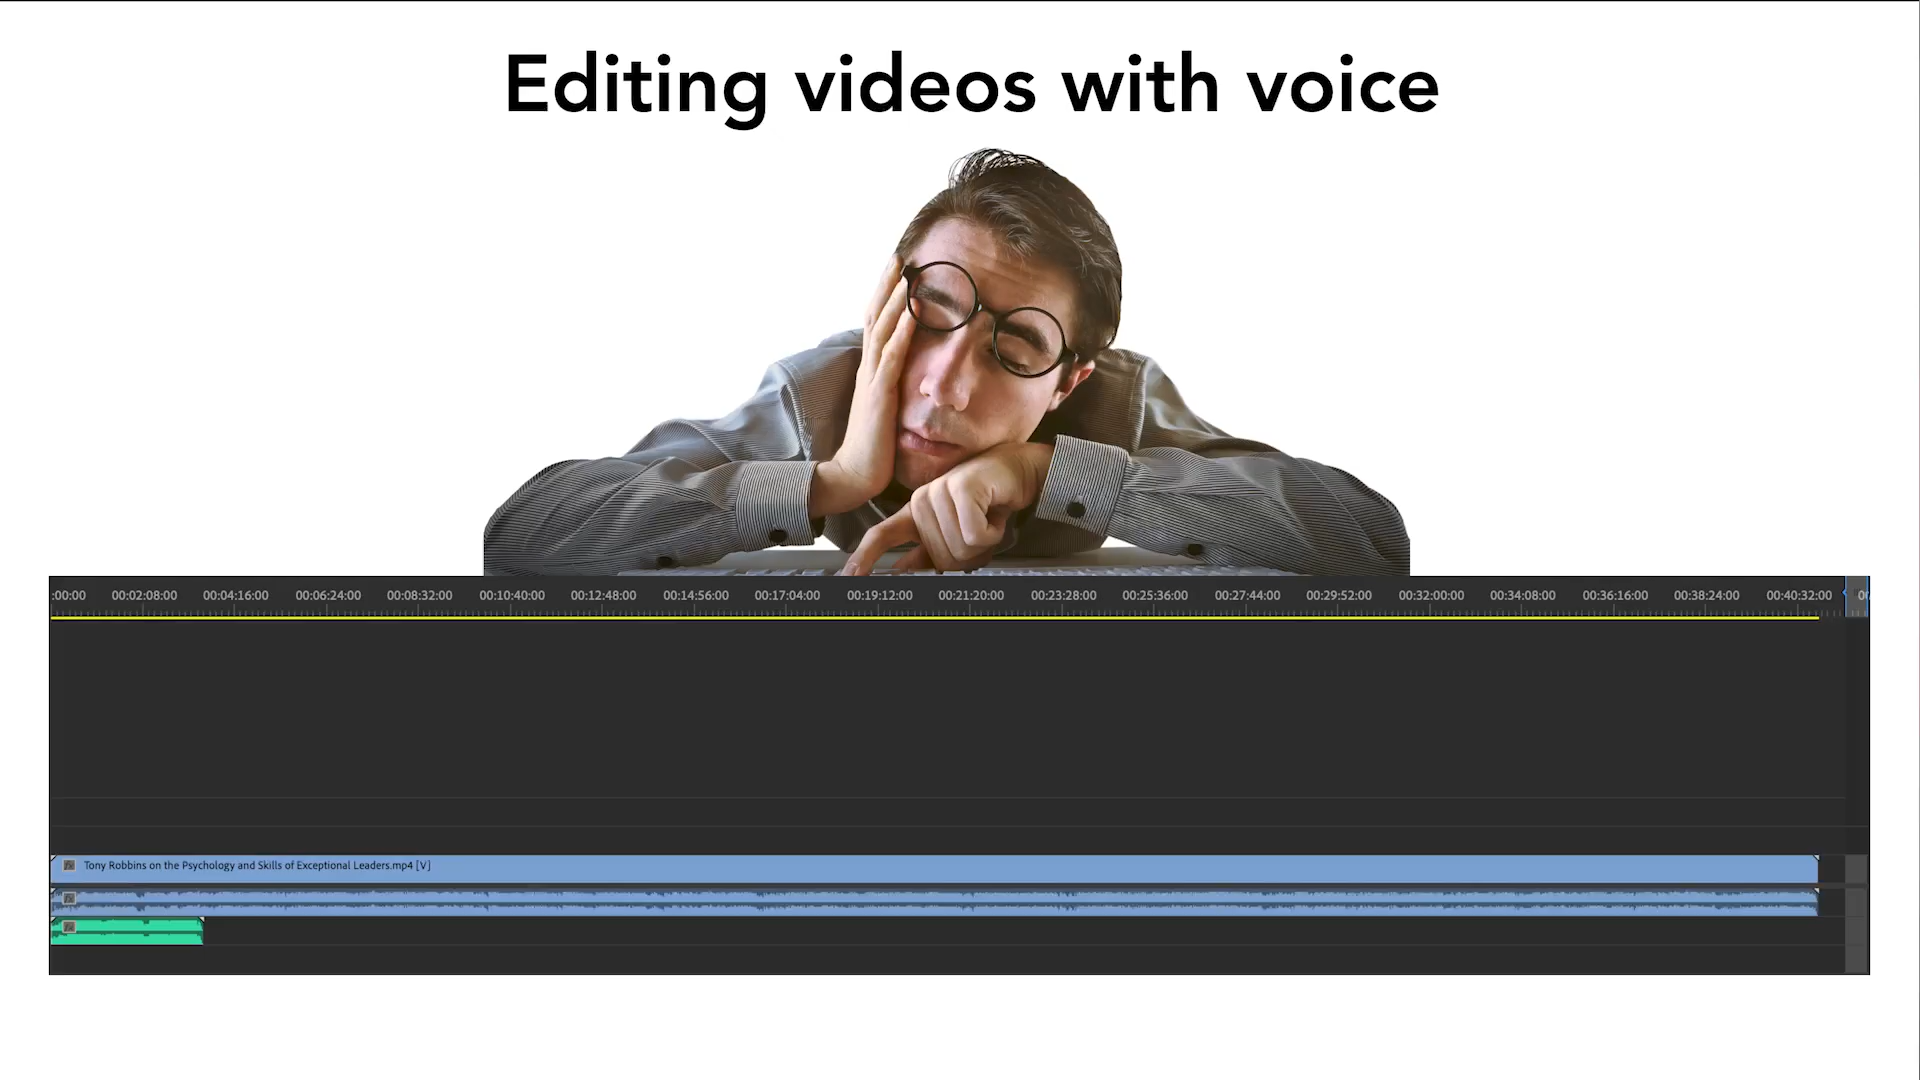 Editing videos with voice
:00:00 00:02:08:00 00:04:16:00 00:06:24:00 00:08:32:00 00:10:40:00 00:12:48:00 00:14:56:00 00:17:04:00 00:19:12:00 00:21:20:00 00:23:28:00 00:25:36:00 00:27:44:00 00:29:52:00 00:32:00:00 00:34:08:00 00:36:16:00 00:38:24:00 00:40:32:00 00
fx Tony Robbins on the Psychology and Skills of Exceptional Leaders.mp4 [V]
fx
fx